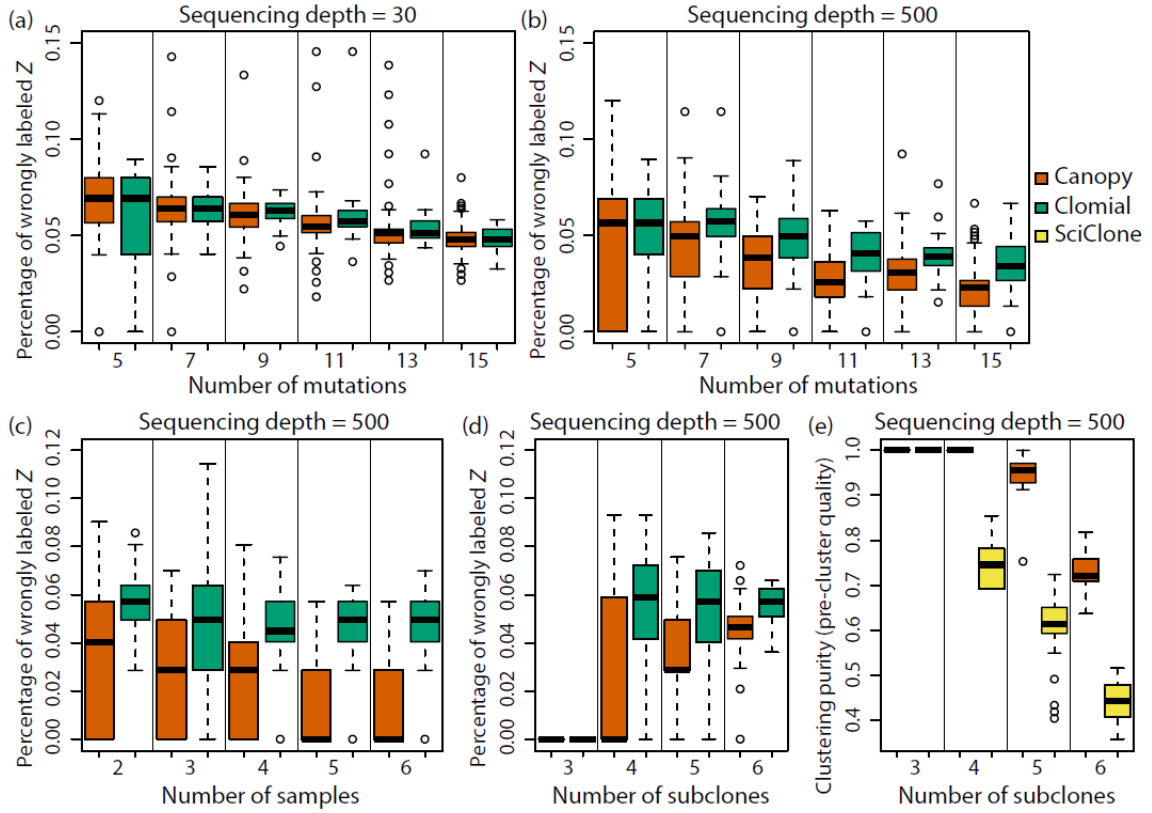 (a) Sequencing depth = 30
Percentage of wrongly labeled Z
0.15
0.10
0.05
0.00
5 7 9 11 13 15
Number of mutations
(b) Sequencing depth = 500
Percentage of wrongly labeled Z
0.15
0.10
0.05
0.00
5 7 9 11 13 15
Number of mutations
Canopy
Clomial
SciClone
(c) Sequencing depth = 500
Percentage of wrongly labeled Z
0.12
0.10
0.08
0.06
0.04
0.02
0.00
2 3 4 5 6
Number of samples
(d) Sequencing depth = 500
Percentage of wrongly labeled Z
0.12
0.10
0.08
0.06
0.04
0.02
0.00
3 4 5 6
Number of subclones
(e) Sequencing depth = 500
Clustering purity (pre-cluster quality)
1.0
0.9
0.8
0.7
0.6
0.5
0.4
3 4 5 6
Number of subclones